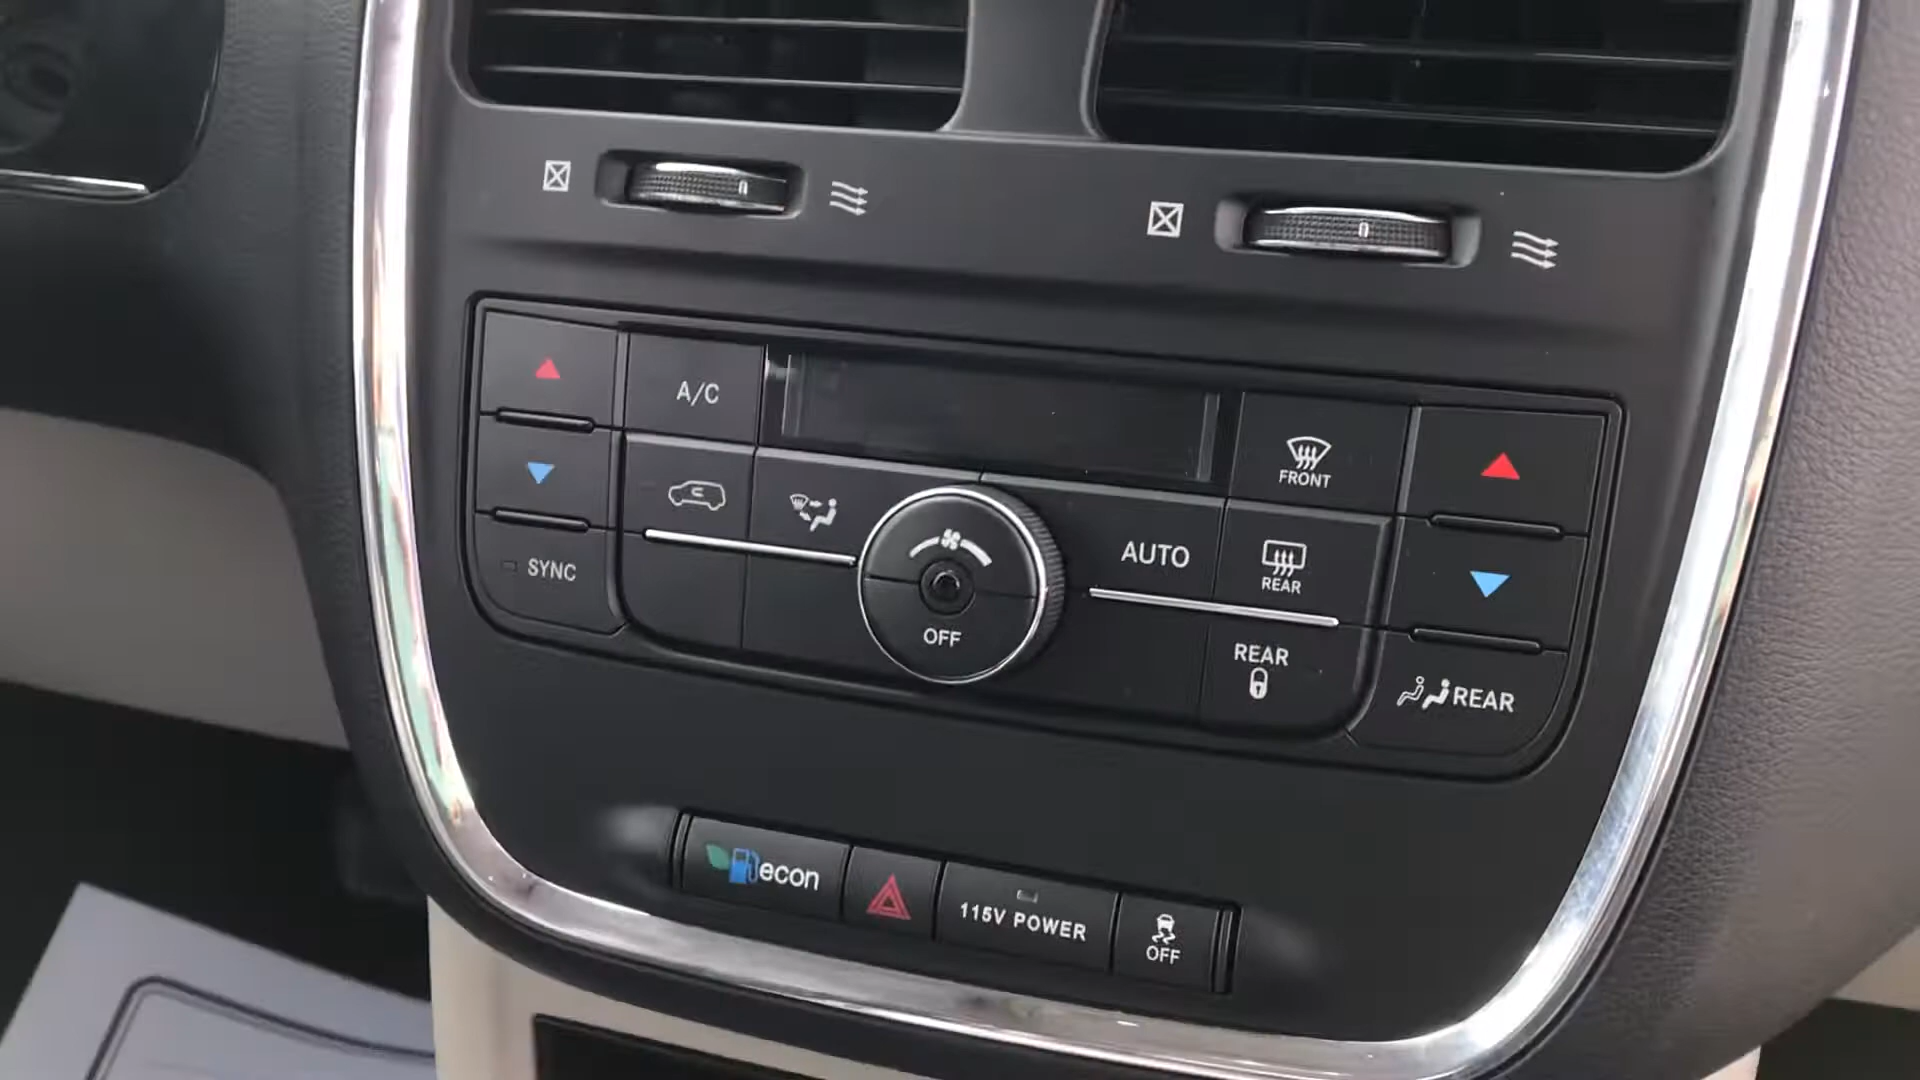 A/C
FRONT
SYNC
AUTO
REAR
OFF
REAR
REAR
econ
115V POWER
OFF